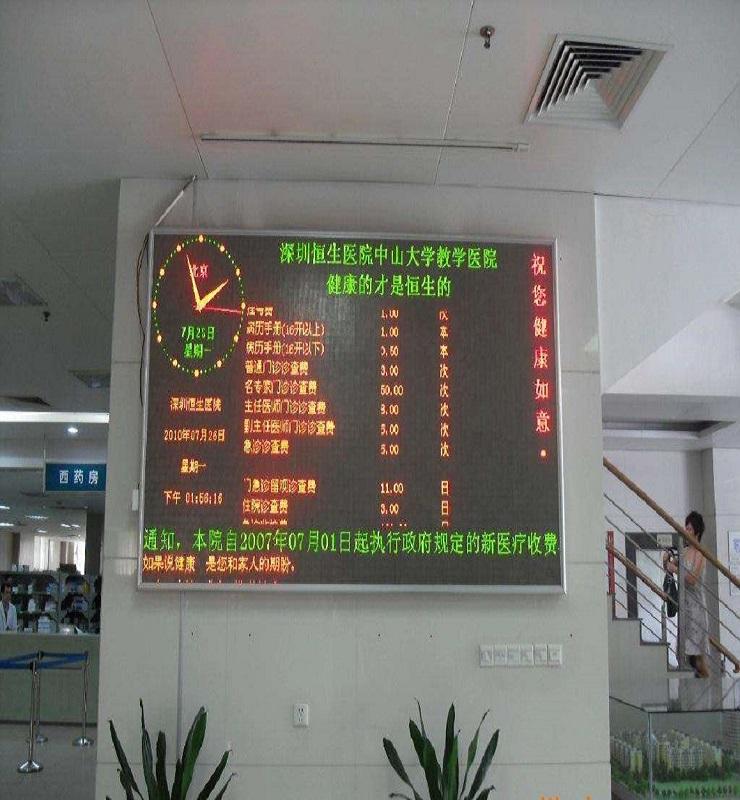 深圳恒生医院中山大学教学医院
健康的才是恒生的
祝您健康如意.
北京
7月26日
星期一
挂号费 1.00 次
病历手册(16开以上) 1.00 本
病历手册(16开以下) 0.50 本
普通门诊诊查费 3.00 次
名专家门诊诊查费 50.00 次
主任医师门诊诊查费 8.00 次
副主任医师门诊诊查费 5.00 次
急诊诊查费 5.00 次
门急诊留观诊查费 11.00 日
住院诊查费 3.00 日
深圳恒生医院
2010年07月26日
星期一
下午 01:56:16
通知，本院自2007年07月01日起执行政府规定的新医疗收费
如果说健康 是您和家人的期盼，
西药房